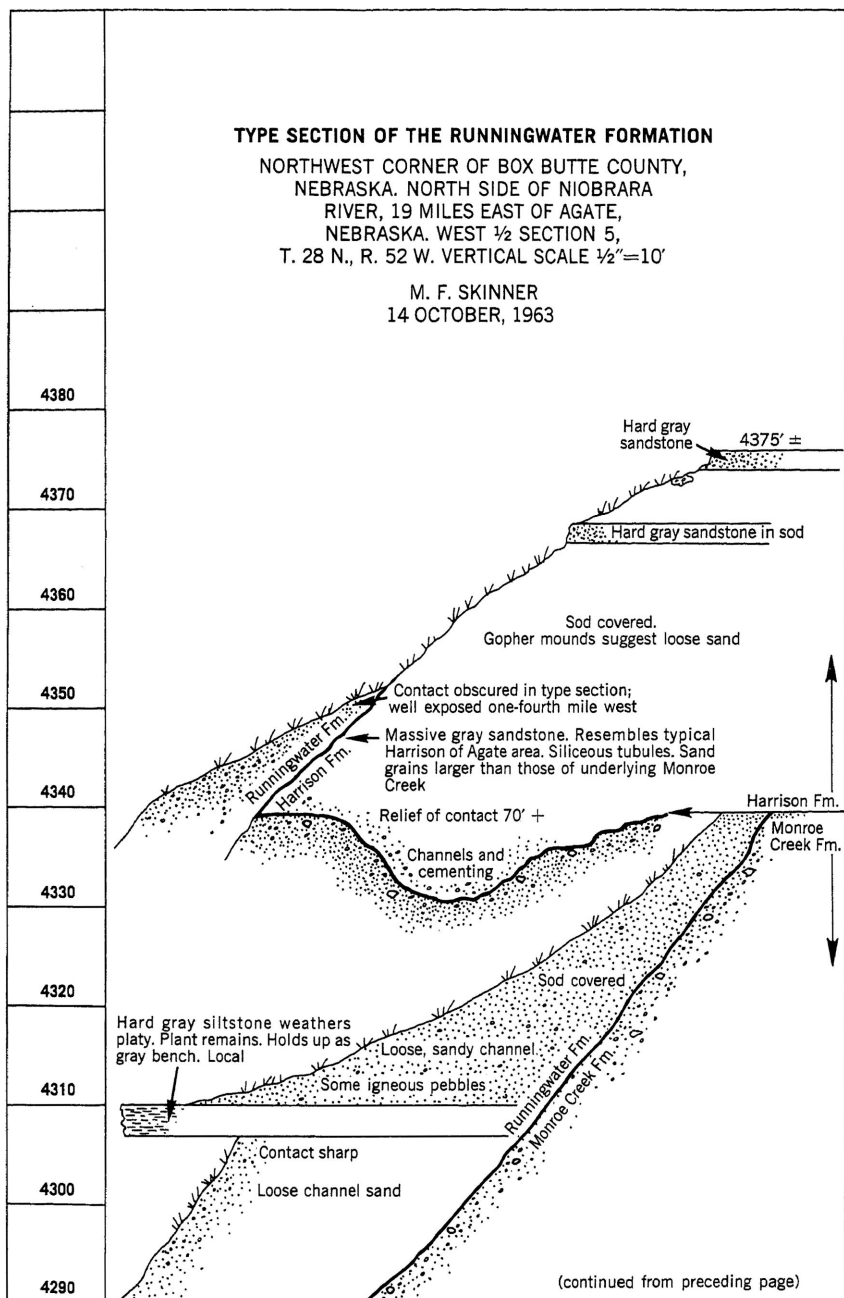 TYPE SECTION OF THE RUNNINGWATER FORMATION
NORTHWEST CORNER OF BOX BUTTE COUNTY,
NEBRASKA. NORTH SIDE OF NIOBRARA
RIVER, 19 MILES EAST OF AGATE,
NEBRASKA. WEST ½ SECTION 5,
T. 28 N., R. 52 W. VERTICAL SCALE ½"=10'
M. F. SKINNER
14 OCTOBER, 1963
4380
Hard gray
sandstone
4375' ±
4370
Hard gray sandstone in sod
4360
Sod covered.
Gopher mounds suggest loose sand
4350
Contact obscured in type section;
well exposed one-fourth mile west
Runningwater Fm.
Harrison Fm.
Massive gray sandstone. Resembles typical
Harrison of Agate area. Siliceous tubules. Sand
grains larger than those of underlying Monroe
Creek
4340
Relief of contact 70' +
Harrison Fm.
Monroe
Creek Fm.
Channels and
cementing
4330
4320
Sod covered
Hard gray siltstone weathers
platy. Plant remains. Holds up as
gray bench. Local
Loose, sandy channel
Some igneous pebbles
Runningwater Fm.
Monroe Creek Fm.
4310
Contact sharp
Loose channel sand
4300
4290
(continued from preceding page)